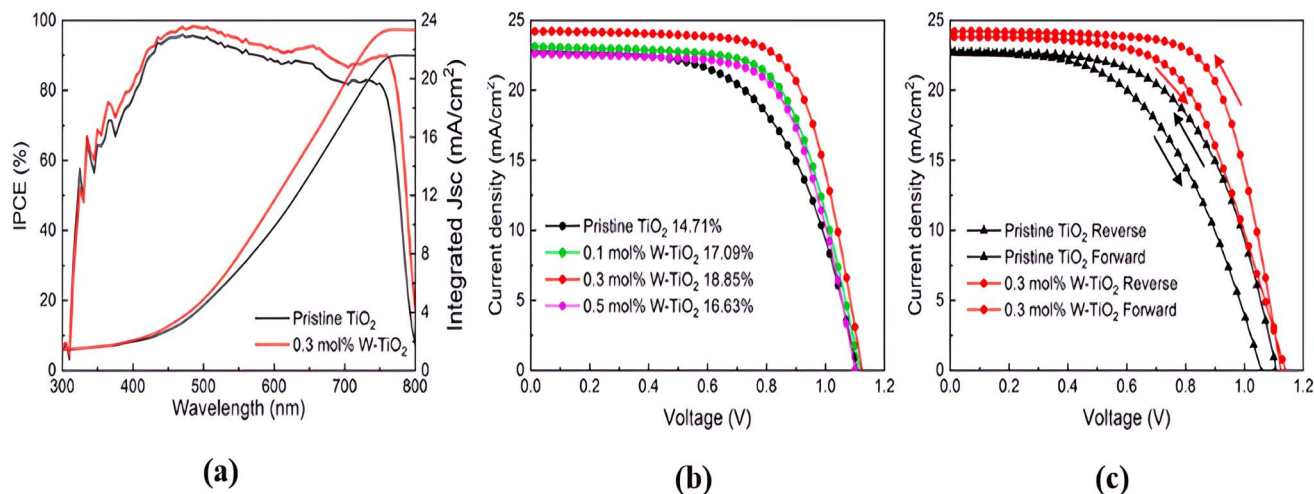 100
80
60
40
20
0
IPCE (%)
24
20
16
12
8
4
0
Integrated Jsc (mA/cm²)
Pristine TiO₂
0.3 mol% W-TiO₂
300 400 500 600 700 800
Wavelength (nm)
(a)
25
20
15
10
5
0
Current density (mA/cm²)
Pristine TiO₂ 14.71%
0.1 mol% W-TiO₂ 17.09%
0.3 mol% W-TiO₂ 18.85%
0.5 mol% W-TiO₂ 16.63%
0.0 0.2 0.4 0.6 0.8 1.0 1.2
Voltage (V)
(b)
25
20
25
10
5
0
Current density (mA/cm²)
Pristine TiO₂ Reverse
Pristine TiO₂ Forward
0.3 mol% W-TiO₂ Reverse
0.3 mol% W-TiO₂ Forward
0.0 0.2 0.4 0.6 0.8 1.0 1.2
Voltage (V)
(c)